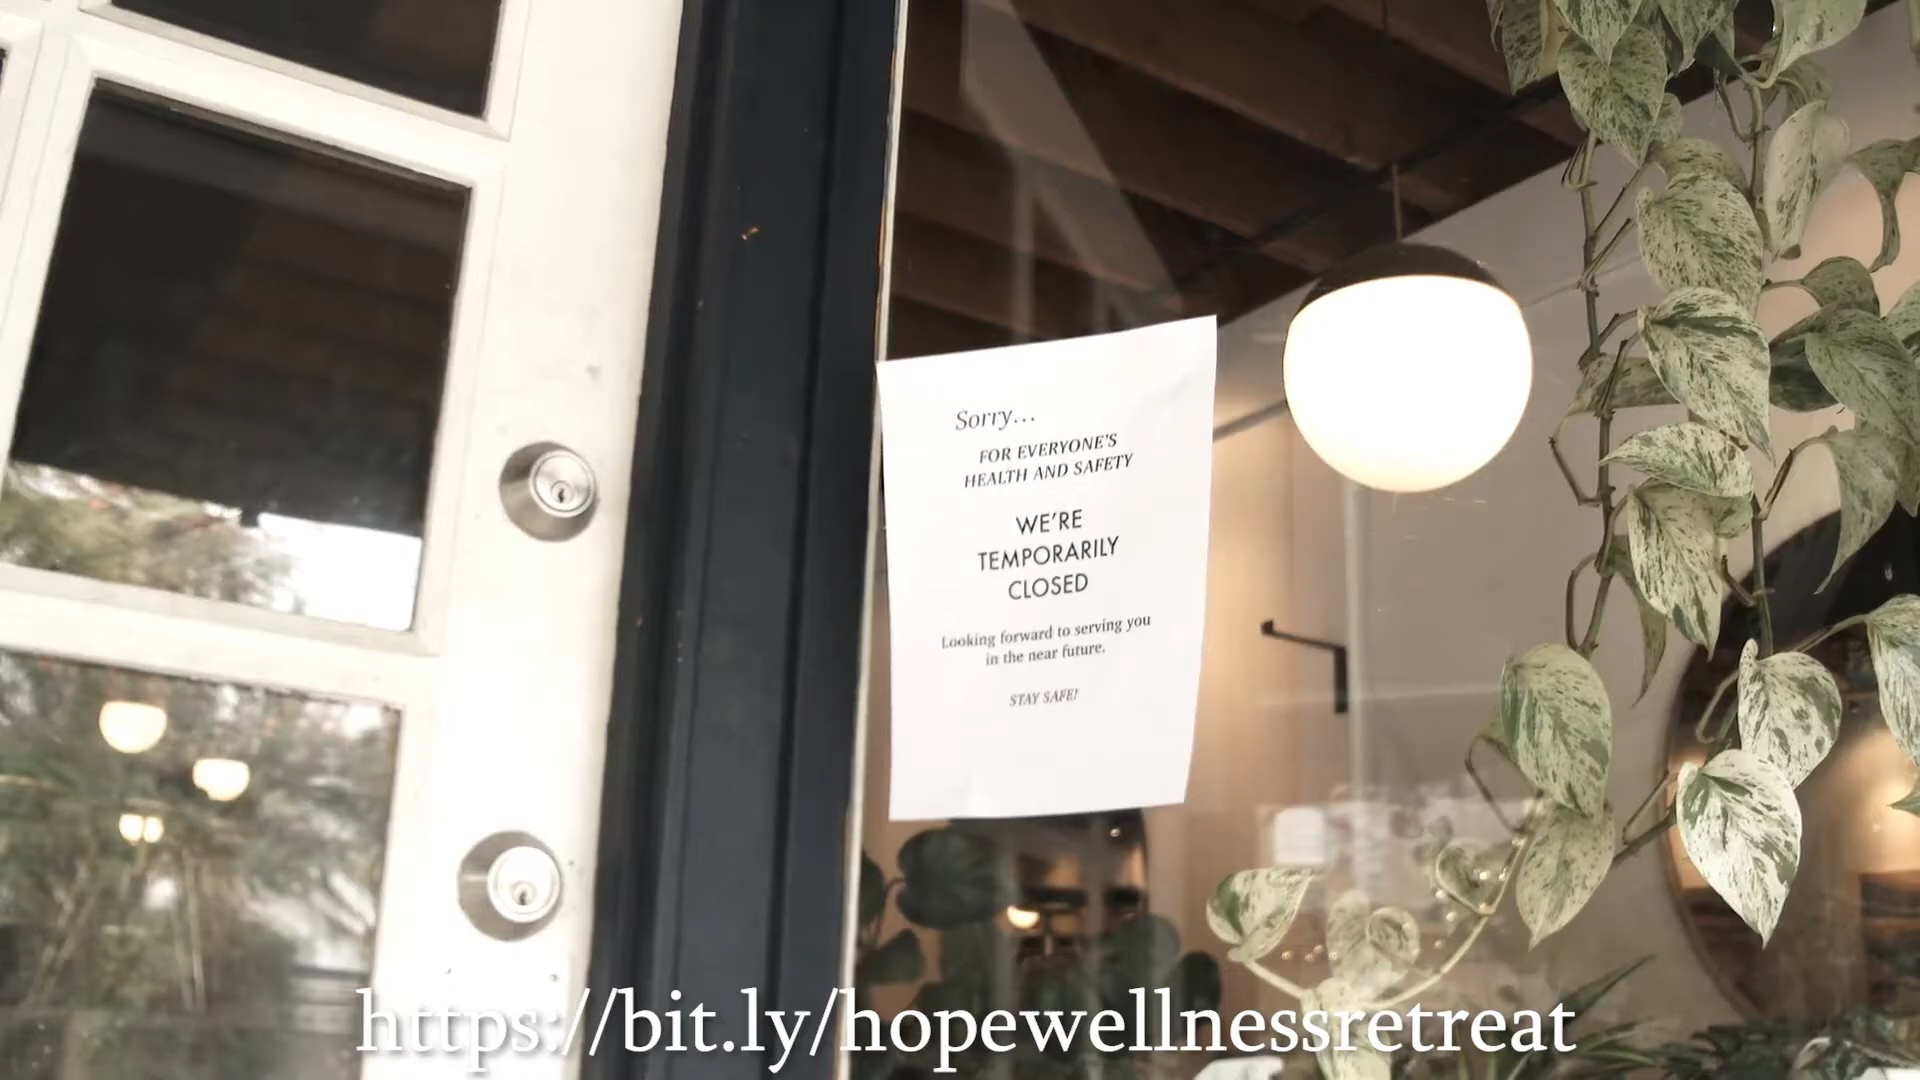 Sorry...
FOR EVERYONE'S
HEALTH AND SAFETY
WE'RE
TEMPORARILY
CLOSED
Looking forward to serving you
in the near future.
STAY SAFE!
https://bit.ly/hopewellnessretreat